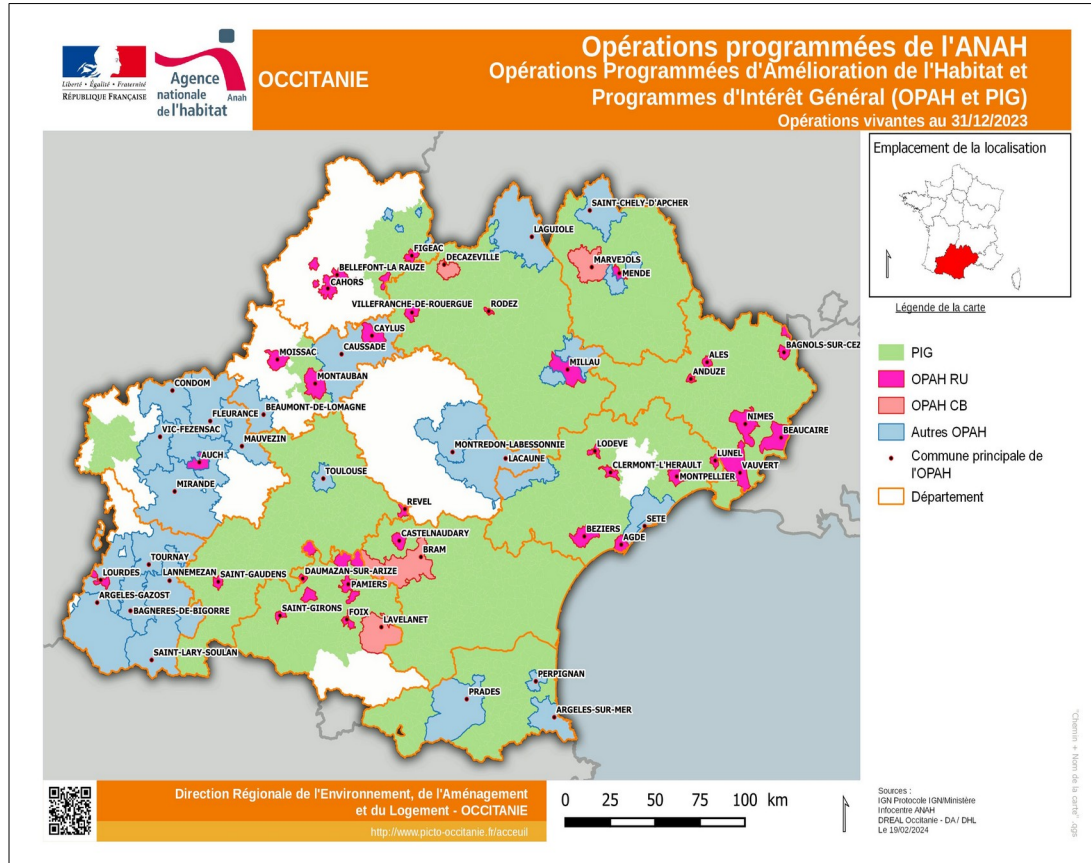 Liberté • Égalité • Fraternité
RÉPUBLIQUE FRANÇAISE
Agence
nationale
de l'habitat
Anah
OCCITANIE
Opérations programmées de l'ANAH
Opérations Programmées d'Amélioration de l'Habitat et
Programmes d'Intérêt Général (OPAH et PIG)
Opérations vivantes au 31/12/2023
Emplacement de la localisation
Légende de la carte
PIG
OPAH RU
OPAH CB
Autres OPAH
Commune principale de
l'OPAH
Département
SAINT-CHELY-D'APCHER
LAGUIOLE
FIGEAC
DECAZEVILLE
MARVEJOLS
BELLEFONT-LA RAUZE
MENDE
CAHORS
VILLEFRANCHE-DE-ROUERGUE
RODEZ
CAYLUS
CAUSSADE
BAGNOLS-SUR-CEZ
MOISSAC
MILLAU
ALES
ANDUZE
MONTAUBAN
CONDOM
BEAUMONT-DE-LOMAGNE
FLEURANCE
NIMES
BEAUCAIRE
VIC-FEZENSAC
MAUVEZIN
MONTREDON-LABESSONNIE
LODEVE
LACAUNE
LUNEL
AUCH
CLERMONT-L'HERAULT
VAUVERT
MONTPELLIER
TOULOUSE
MIRANDE
REVEL
SETE
BEZIERS
CASTELNAUDARY
AGDE
BRAM
TOURNAY
LOURDES
LANNEMEZAN
SAINT-GAUDENS
DAUMAZAN-SUR-ARIZE
PAMIERS
ARGELES-GAZOST
BAGNERES-DE-BIGORRE
SAINT-GIRONS
FOIX
LAVELANET
SAINT-LARY-SOULAN
PERPIGNAN
PRADES
ARGELES-SUR-MER
Direction Régionale de l'Environnement, de l'Aménagement
et du Logement - OCCITANIE
http://www.picto-occitanie.fr/acceuil
0 25 50 75 100 km
Sources :
IGN Protocole IGN/Ministère
Infocentre ANAH
DREAL Occitanie - DA / DHL
Le 19/02/2024
"Chemin + Nom de la carte" .qgs